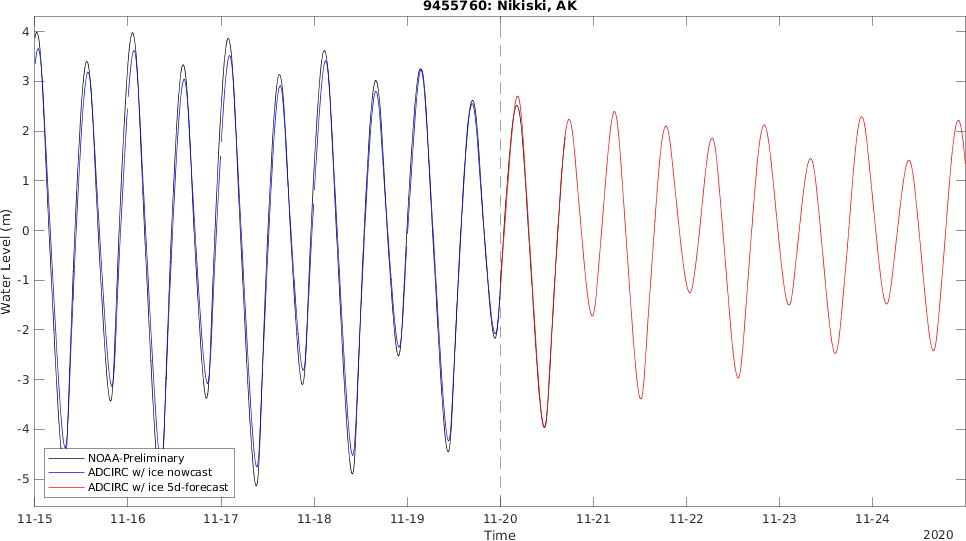 9455760: Nikiski, AK
4
3
2
1
0
-1
-2
-3
-4
-5
Water Level (m)
NOAA-Preliminary
ADCIRC w/ ice nowcast
ADCIRC w/ ice 5d-forecast
11-15 11-16 11-17 11-18 11-19 11-20 11-21 11-22 11-23 11-24
Time
2020